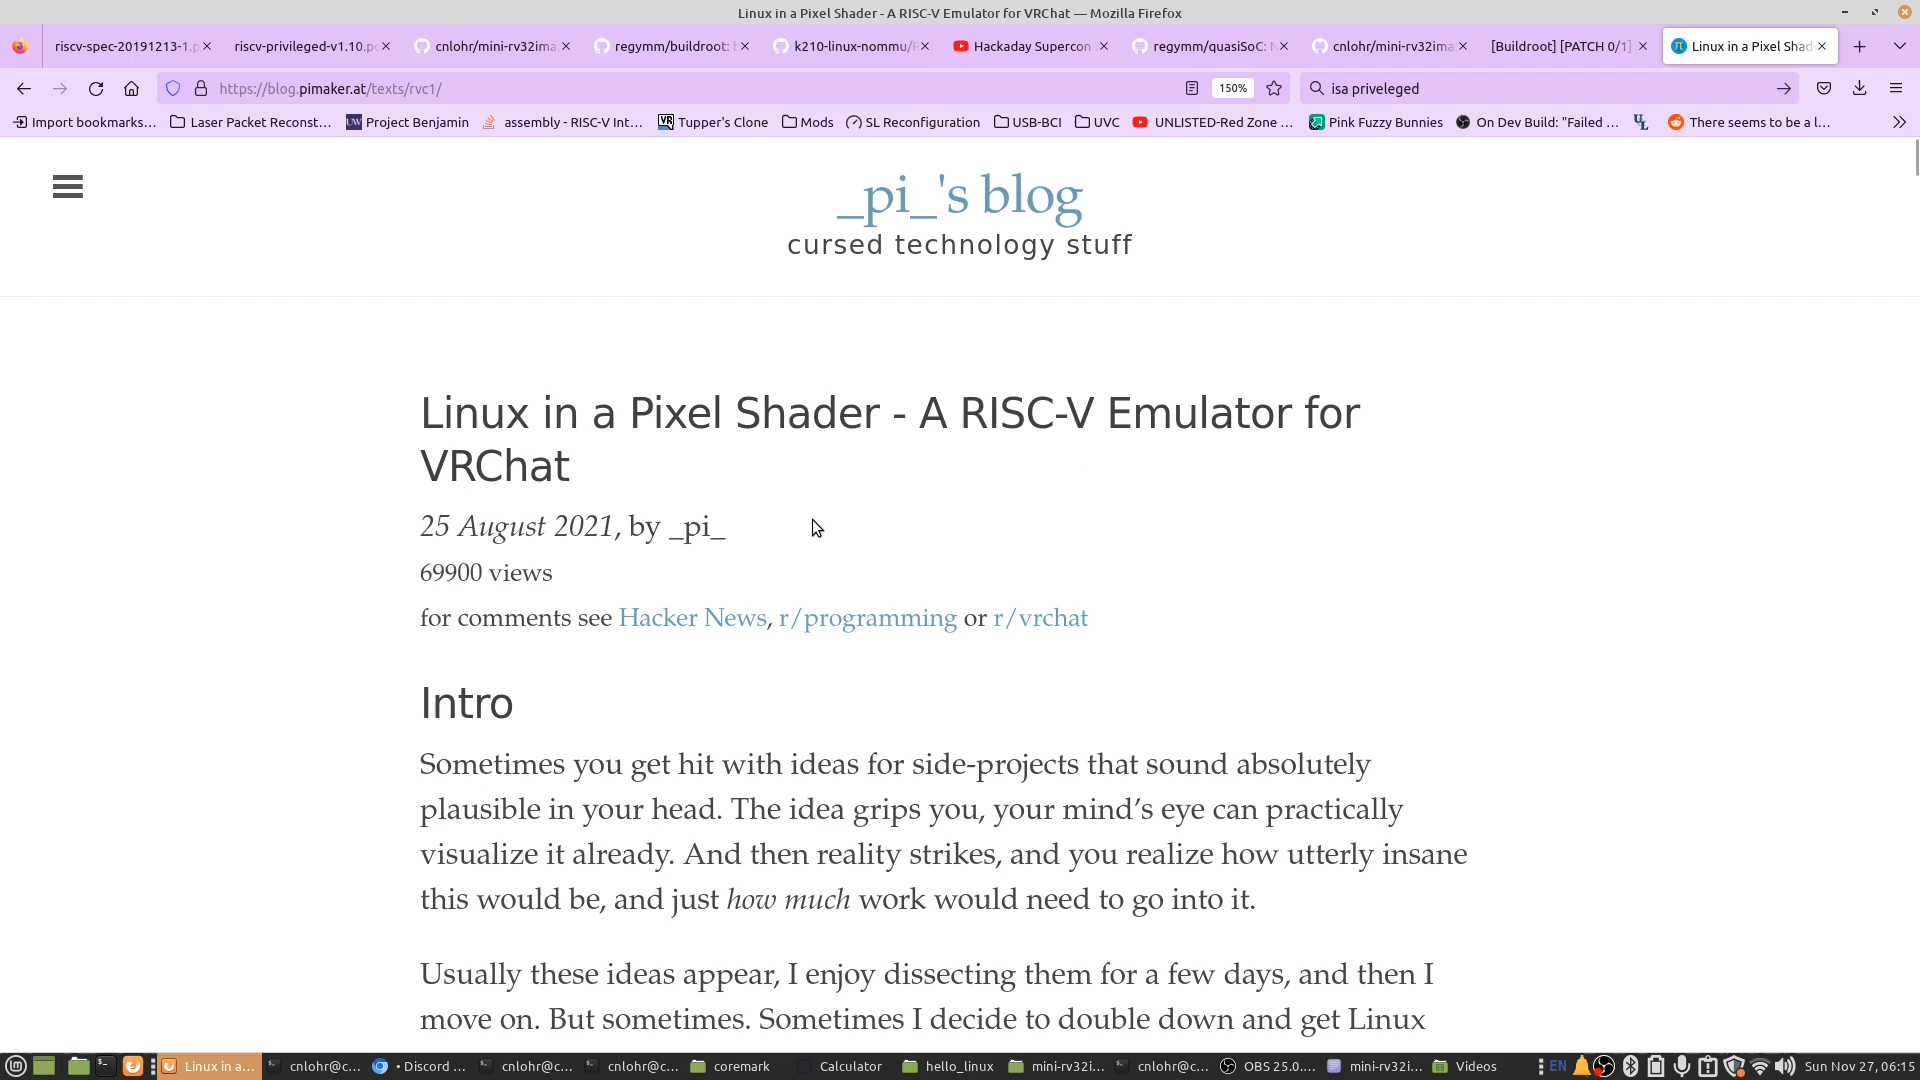 Linux in a Pixel Shader - A RISC-V Emulator for VRChat — Mozilla Firefox
riscv-spec-20191213-1.p
riscv-privileged-v1.10.p
cnlohr/mini-rv32ima
regymm/buildroot: b
k210-linux-nommu/
Hackaday Supercon
regymm/quasiSoC:
cnlohr/mini-rv32ima
[Buildroot] [PATCH 0/1]
Linux in a Pixel Shad
https://blog.pimaker.at/texts/rvc1/
150%
isa priveleged
Import bookmarks...
Laser Packet Reconst...
UW Project Benjamin
assembly - RISC-V Int...
Tupper's Clone
Mods
SL Reconfiguration
USB-BCI
UVC
UNLISTED-Red Zone ...
Pink Fuzzy Bunnies
On Dev Build: "Failed ...
There seems to be a l...
_pi_'s blog
cursed technology stuff
Linux in a Pixel Shader - A RISC-V Emulator for
VRChat
25 August 2021, by _pi_
69900 views
for comments see Hacker News, r/programming or r/vrchat
Intro
Sometimes you get hit with ideas for side-projects that sound absolutely
plausible in your head. The idea grips you, your mind's eye can practically
visualize it already. And then reality strikes, and you realize how utterly insane
this would be, and just how much work would need to go into it.
Usually these ideas appear, I enjoy dissecting them for a few days, and then I
move on. But sometimes. Sometimes I decide to double down and get Linux
Linux in a...
cnlohr@c...
• Discord ...
cnlohr@c...
cnlohr@c...
coremark
Calculator
hello_linux
mini-rv32i...
cnlohr@c...
OBS 25.0....
mini-rv32i...
Videos
EN
Sun Nov 27, 06:15